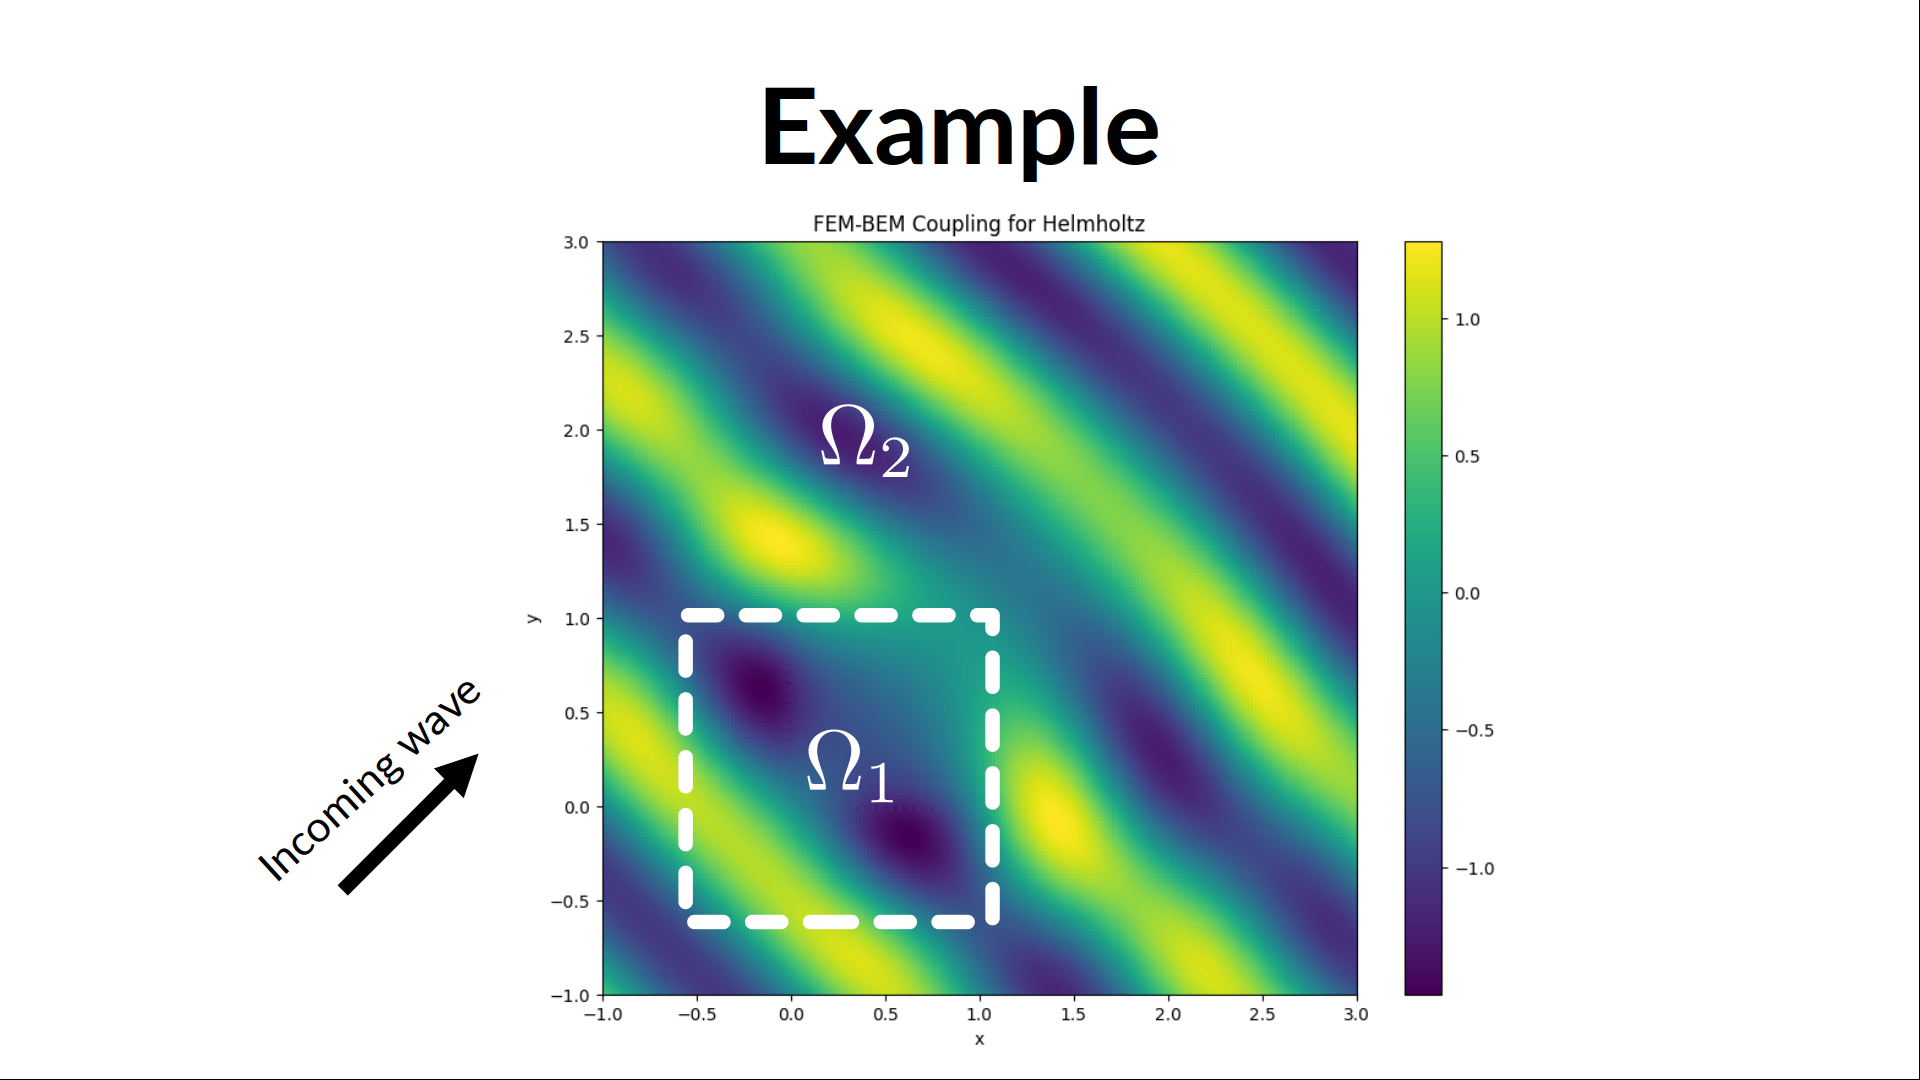 Example
FEM-BEM Coupling for Helmholtz
3.0
2.5
2.0
1.5
1.0
0.5
0.0
−0.5
−1.0
y
Incoming wave
Ω₂
Ω₁
−1.0 −0.5 0.0 0.5 1.0 1.5 2.0 2.5 3.0
x
1.0
0.5
0.0
−0.5
−1.0